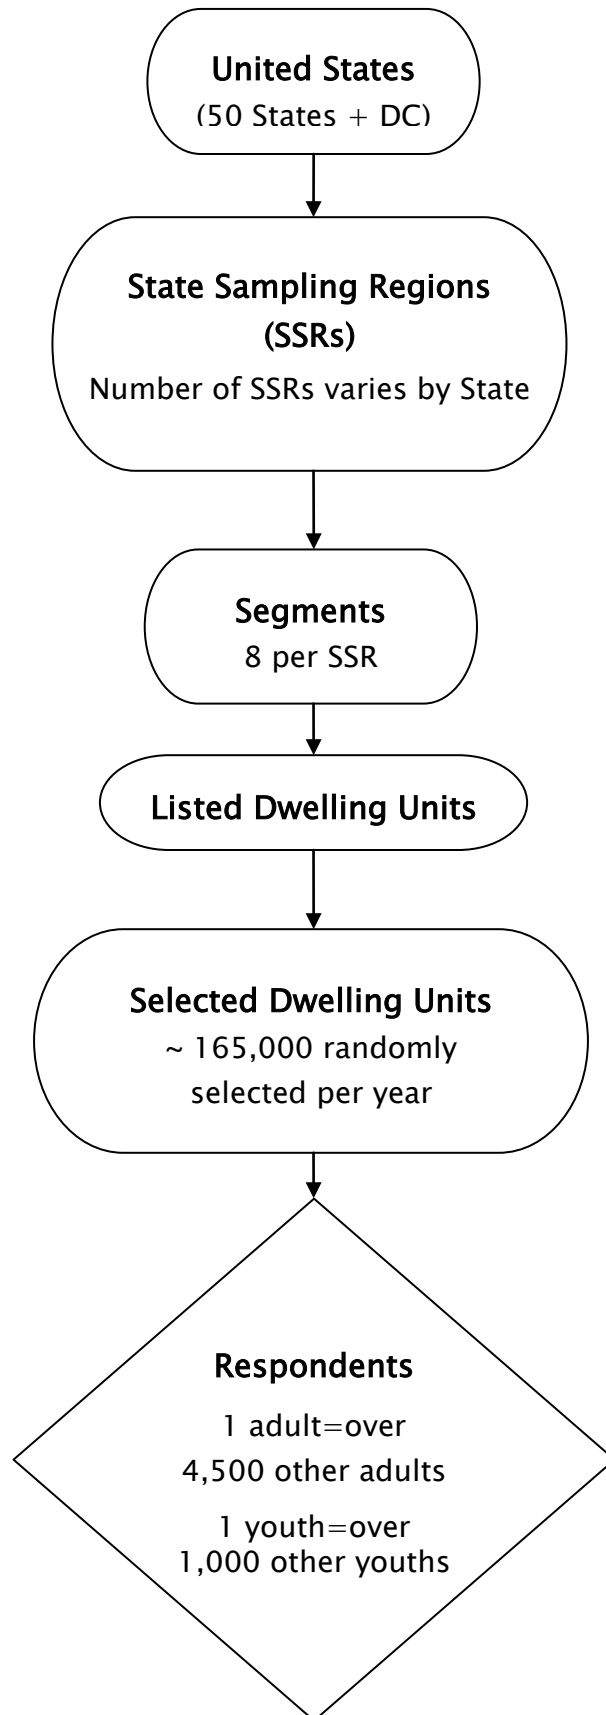 United States
(50 States + DC)
State Sampling Regions
(SSRs)
Number of SSRs varies by State
Segments
8 per SSR
Listed Dwelling Units
Selected Dwelling Units
~ 165,000 randomly
selected per year
Respondents
1 adult=over
4,500 other adults
1 youth=over
1,000 other youths